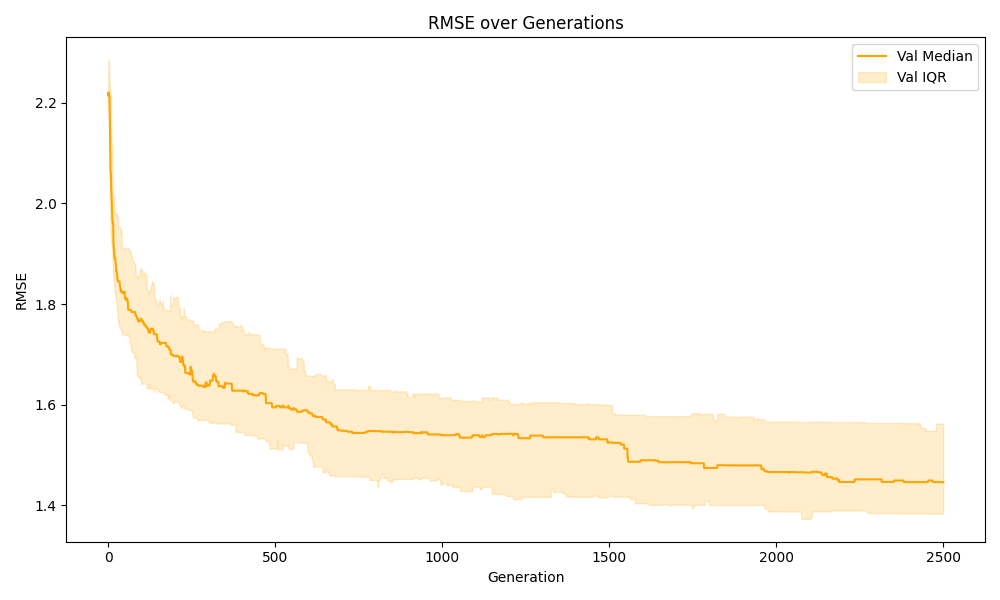 RMSE over Generations
Val Median
Val IQR
2.2
2.0
1.8
1.6
1.4
RMSE
0
500
1000
1500
2000
2500
Generation